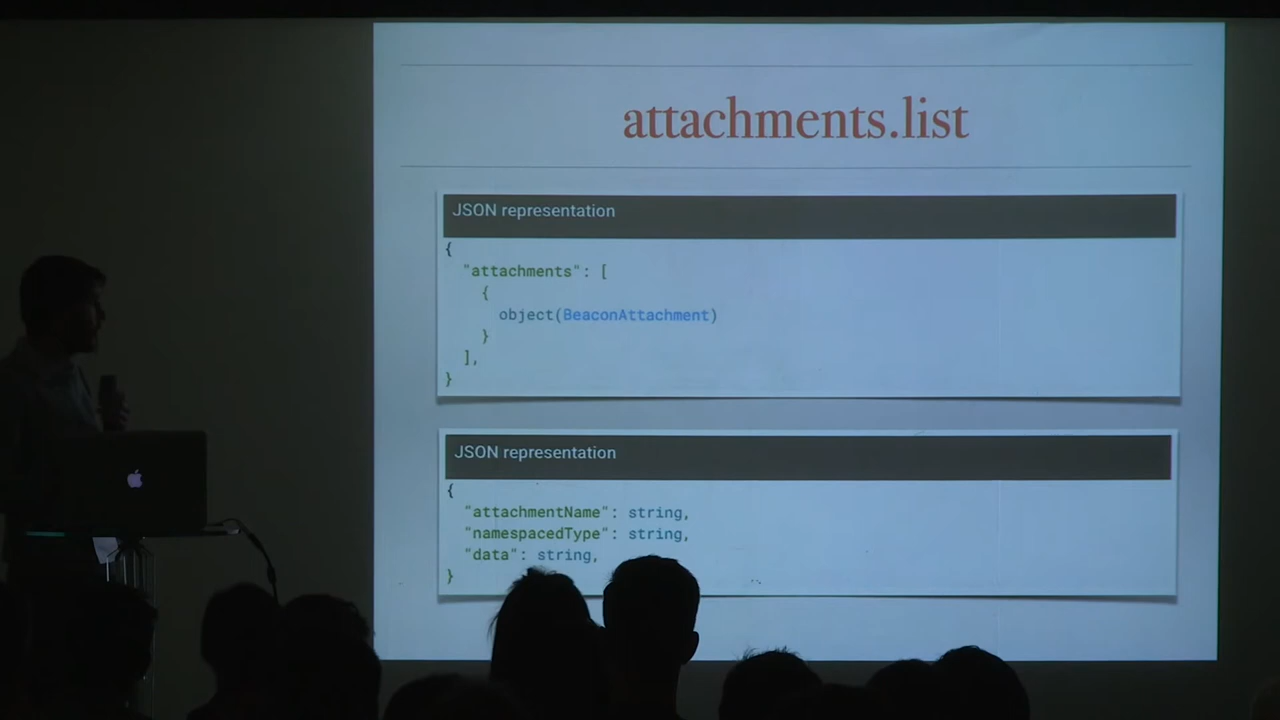 attachments.list
JSON representation
{
"attachments": [
{
object(BeaconAttachment)
}
],
}
JSON representation
{
"attachmentName": string,
"namespacedType": string,
"data": string,
}